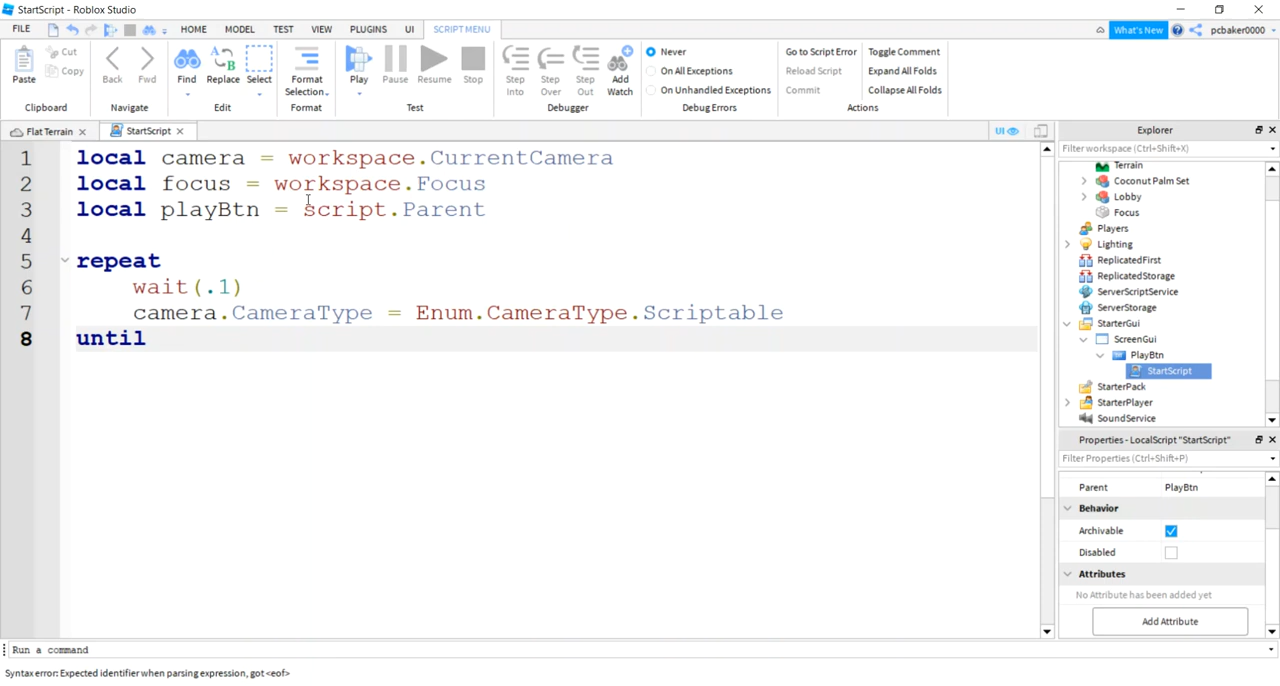 StartScript - Roblox Studio
FILE HOME MODEL TEST VIEW PLUGINS UI SCRIPT MENU What's New pcbaker0000
Paste Cut Copy Back Fwd Find Replace Select Format Selection Play Pause Resume Stop Step Into Step Over Step Out Add Watch Never On All Exceptions On Unhandled Exceptions Go to Script Error Reload Script Commit Toggle Comment Expand All Folds Collapse All Folds
Clipboard Navigate Edit Format Test Debugger Debug Errors Actions
Flat Terrain StartScript UI
1 local camera = workspace.CurrentCamera
2 local focus = workspace.Focus
3 local playBtn = script.Parent
4
5 repeat
6 wait(.1)
7 camera.CameraType = Enum.CameraType.Scriptable
8 until
Explorer
Filter workspace (Ctrl+Shift+X)
Terrain
Coconut Palm Set
Lobby
Focus
Players
Lighting
ReplicatedFirst
ReplicatedStorage
ServerScriptService
ServerStorage
StarterGui
ScreenGui
PlayBtn
StartScript
StarterPack
StarterPlayer
SoundService
Properties - LocalScript "StartScript"
Filter Properties (Ctrl+Shift+P)
Parent PlayBtn
Behavior
Archivable
Disabled
Attributes
No Attribute has been added yet
Add Attribute
Run a command
Syntax error: Expected identifier when parsing expression, got <eof>